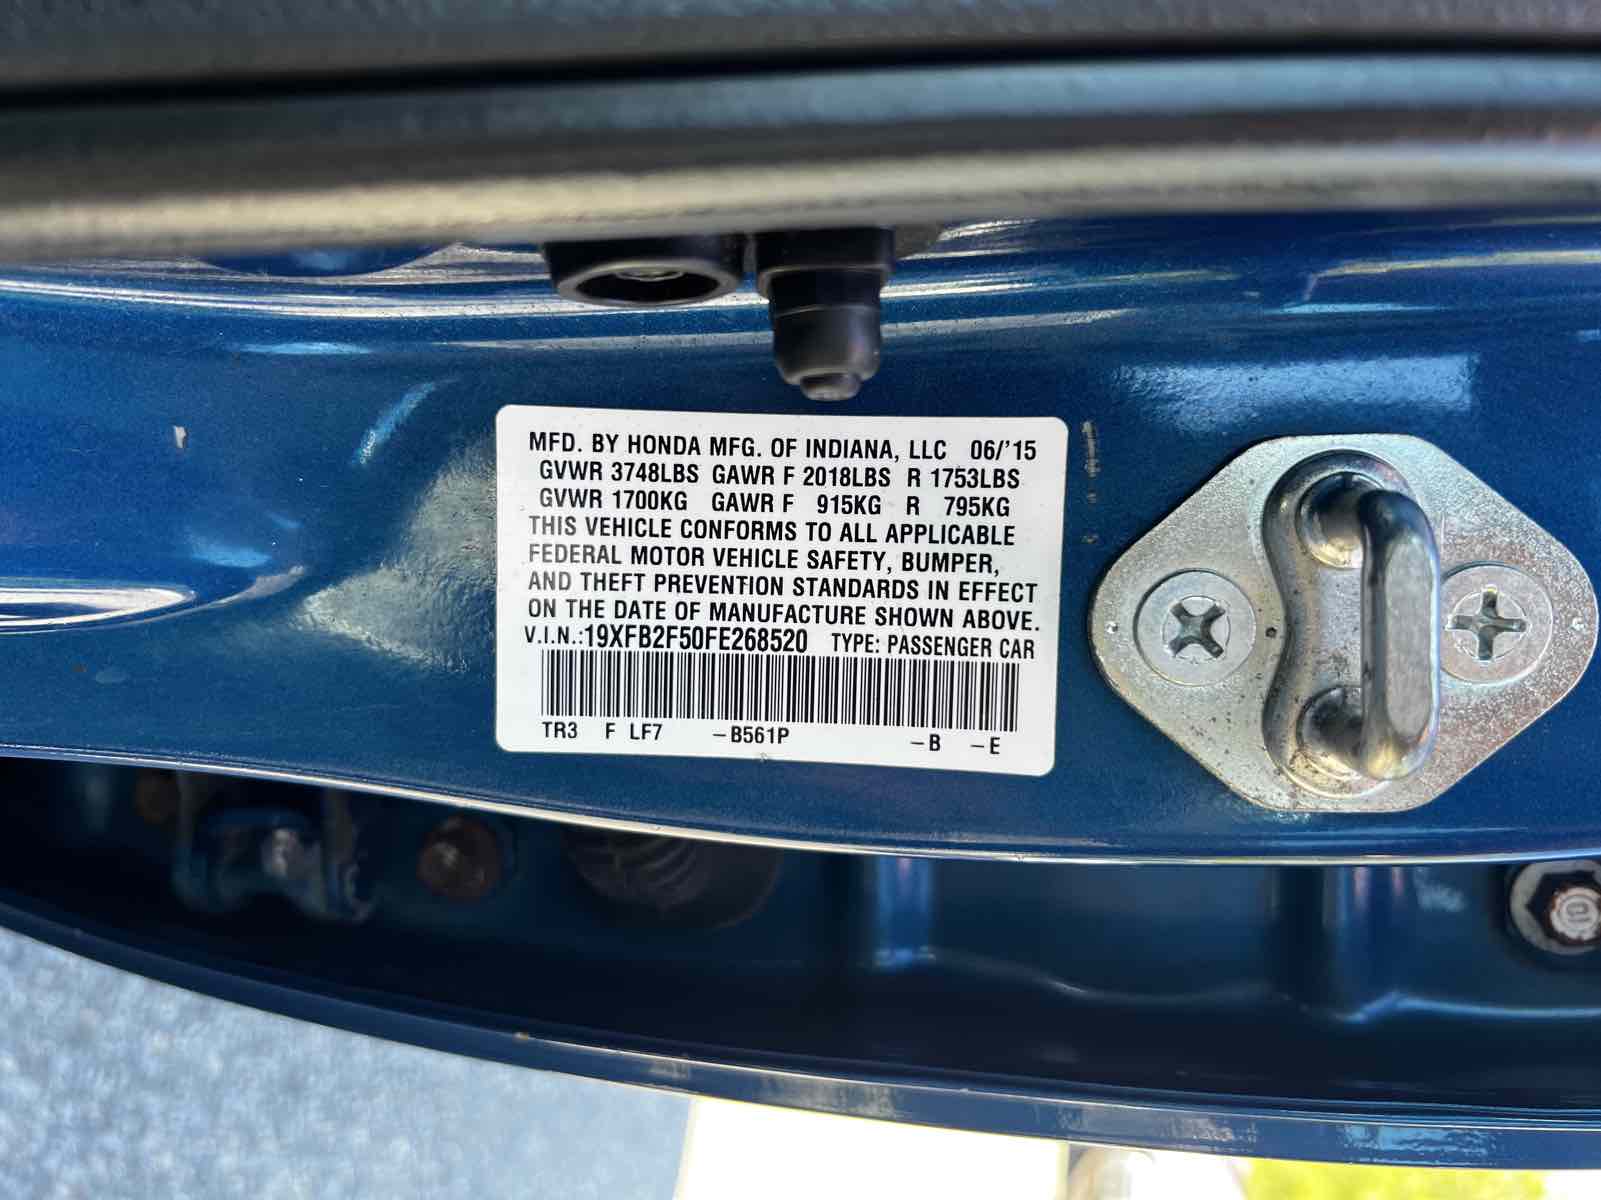 MFD. BY HONDA MFG. OF INDIANA, LLC 06/'15
GVWR 3748LBS GAWR F 2018LBS R 1753LBS
GVWR 1700KG GAWR F 915KG R 795KG
THIS VEHICLE CONFORMS TO ALL APPLICABLE
FEDERAL MOTOR VEHICLE SAFETY, BUMPER,
AND THEFT PREVENTION STANDARDS IN EFFECT
ON THE DATE OF MANUFACTURE SHOWN ABOVE.
V.I.N.:19XFB2F50FE268520 TYPE: PASSENGER CAR
TR3 F LF7 -B561P -B -E